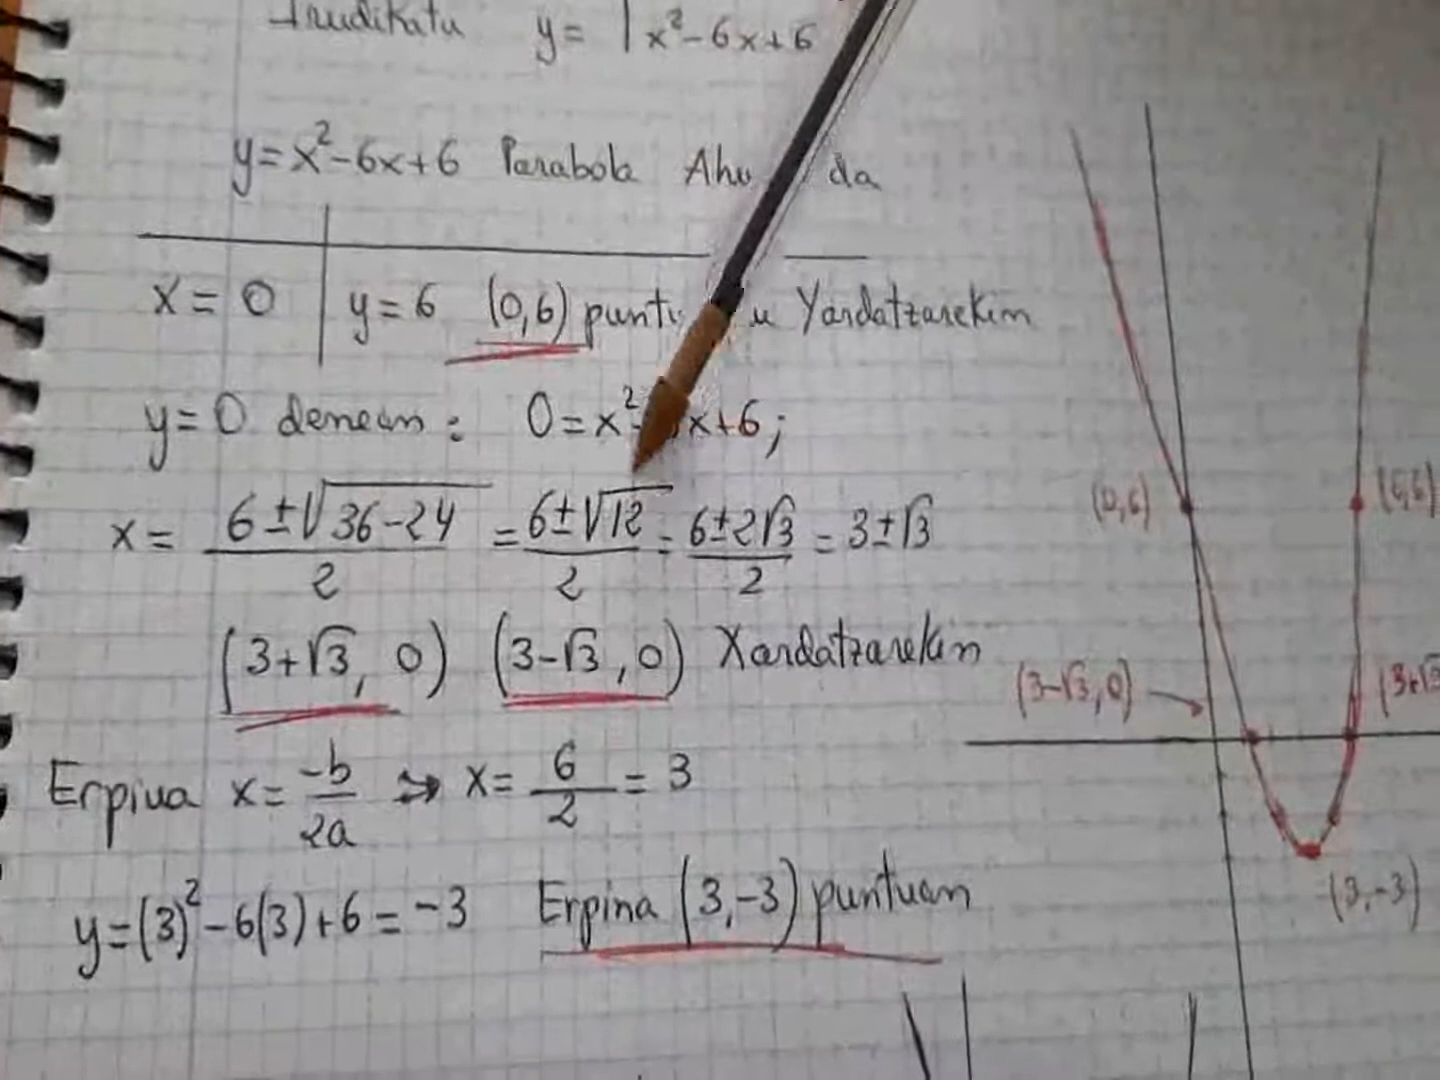 Irudikatu y = |x²-6x+6
y=x²-6x+6 Parabola da
x = 0 | y = 6 (0,6) Yardatzarekin
y=0 denean : 0=x² x+6;
x = 6±√36-24 / 2 = 6±√12 / 2 = 6±2√3 / 2 = 3±√3
(3+√3, 0) (3-√3, 0) Xardatzarekin
Erpina x = -b / 2a ⇒ x = 6 / 2 = 3
y=(3)²-6(3)+6=-3 Erpina (3,-3) puntuan
(0,6) (6,6)
(3-√3, 0) (3+√3
(3,-3)